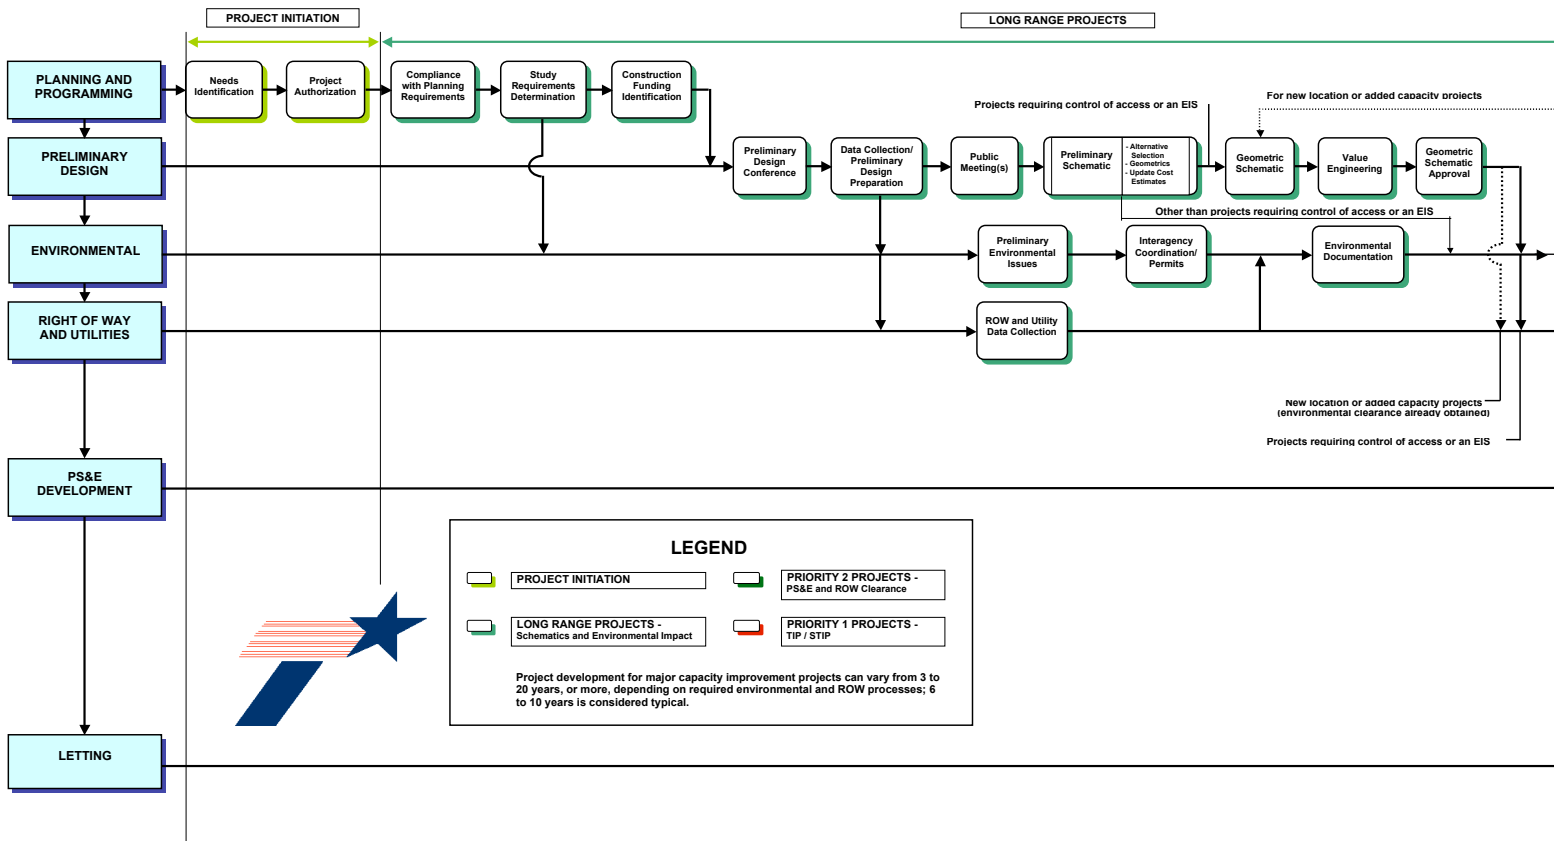 PROJECT INITIATION
LONG RANGE PROJECTS
PLANNING AND
PROGRAMMING
Needs
Identification
Project
Authorization
Compliance
with Planning
Requirements
Study
Requirements
Determination
Construction
Funding
Identification
Projects requiring control of access or an EIS
For new location or added capacity projects
PRELIMINARY
DESIGN
Preliminary
Design
Conference
Data Collection/
Preliminary
Design
Preparation
Public
Meeting(s)
Preliminary
Schematic
- Alternative
Selection
- Geometrics
- Update Cost
Estimates
Geometric
Schematic
Value
Engineering
Geometric
Schematic
Approval
Other than projects requiring control of access or an EIS
ENVIRONMENTAL
Preliminary
Environmental
Issues
Interagency
Coordination/
Permits
Environmental
Documentation
RIGHT OF WAY
AND UTILITIES
ROW and Utility
Data Collection
New location or added capacity projects
(environmental clearance already obtained)
Projects requiring control of access or an EIS
PS&E
DEVELOPMENT
LEGEND
PROJECT INITIATION
PRIORITY 2 PROJECTS -
PS&E and ROW Clearance
LONG RANGE PROJECTS -
Schematics and Environmental Impact
PRIORITY 1 PROJECTS -
TIP / STIP
Project development for major capacity improvement projects can vary from 3 to
20 years, or more, depending on required environmental and ROW processes; 6
to 10 years is considered typical.
LETTING